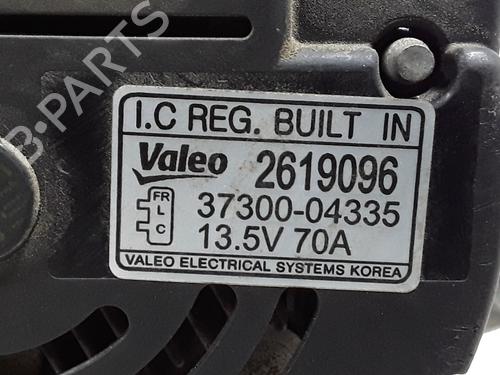 B-PARTS
I.C REG. BUILT IN
Valeo 2619096
FR
L
C
37300-04335
13.5V 70A
VALEO ELECTRICAL SYSTEMS KOREA